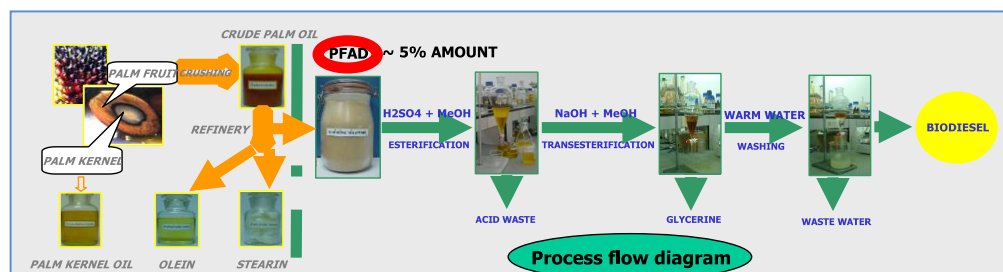 CRUDE PALM OIL
PFAD
~ 5% AMOUNT
PALM FRUIT
CRUSHING
PALM KERNEL
REFINERY
H2SO4 + MeOH
ESTERIFICATION
NaOH + MeOH
TRANSESTERIFICATION
WARM WATER
WASHING
BIODIESEL
ACID WASTE
GLYCERINE
WASTE WATER
PALM KERNEL OIL
OLEIN
STEARIN
Process flow diagram